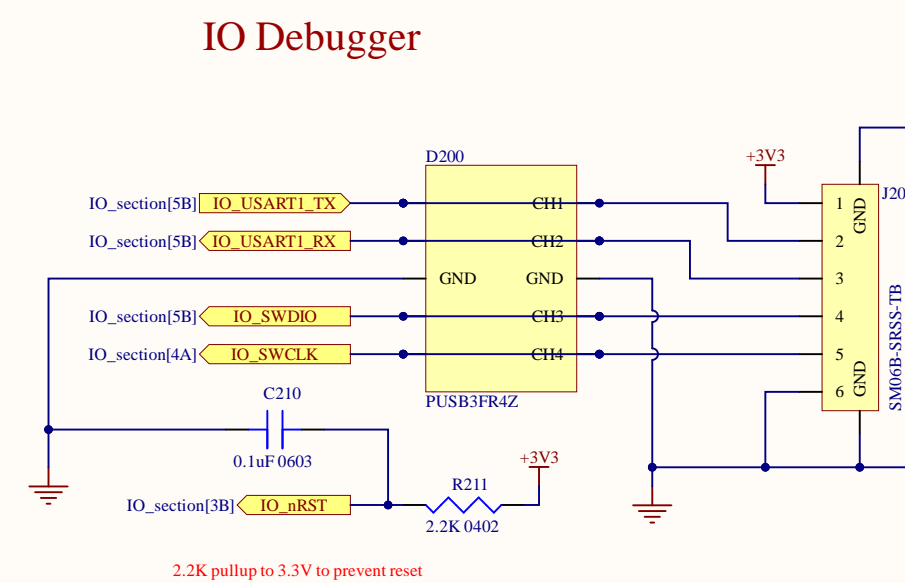 IO Debugger
D200
+3V3
IO_section[5B] IO_USART1_TX CH1 1 GND J20
IO_section[5B] IO_USART1_RX CH2 2
GND GND 3
IO_section[5B] IO_SWDIO CH3 4
IO_section[4A] IO_SWCLK CH4 5
6 GND
SM06B-SRSS-TB
C210
PUSB3FR4Z
0.1uF 0603
+3V3
R211
IO_section[3B] IO_nRST
2.2K 0402
2.2K pullup to 3.3V to prevent reset